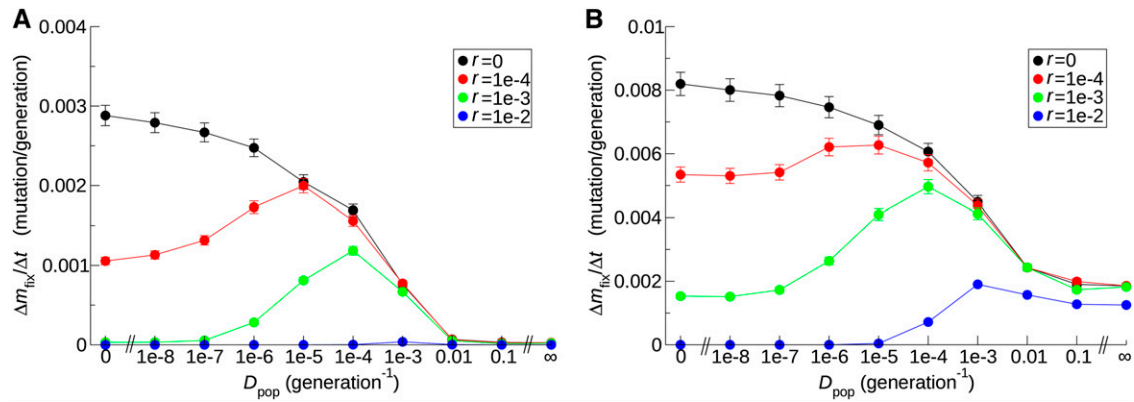 A
0.004
0.003
0.002
0.001
0
Δm_fix/Δt (mutation/generation)
r=0
r=1e-4
r=1e-3
r=1e-2
0 // 1e-8 1e-7 1e-6 1e-5 1e-4 1e-3 0.01 0.1 // ∞
D_pop (generation⁻¹)
B
0.01
0.008
0.006
0.004
0.002
0
Δm_fix/Δt (mutation/generation)
r=0
r=1e-4
r=1e-3
r=1e-2
0 // 1e-8 1e-7 1e-6 1e-5 1e-4 1e-3 0.01 0.1 // ∞
D_pop (generation⁻¹)